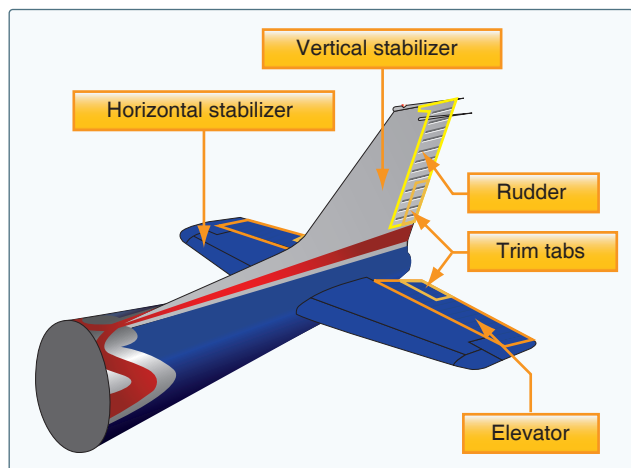 Vertical stabilizer
Horizontal stabilizer
Rudder
Trim tabs
Elevator